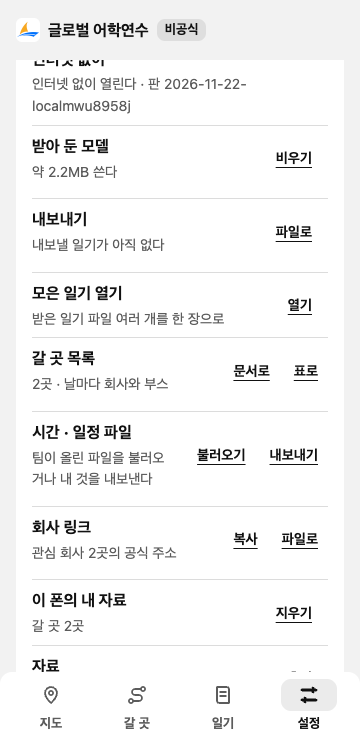 글로벌 어학연수 비공식
인터넷 없이
인터넷 없이 열린다 · 판 2026-11-22-
localmwu8958j
받아 둔 모델
약 2.2MB 쓴다
비우기
내보내기
내보낼 일기가 아직 없다
파일로
모은 일기 열기
받은 일기 파일 여러 개를 한 장으로
열기
갈 곳 목록
2곳 · 날마다 회사와 부스
문서로 표로
시간 · 일정 파일
팀이 올린 파일을 불러오
거나 내 것을 내보낸다
불러오기 내보내기
회사 링크
관심 회사 2곳의 공식 주소
복사 파일로
이 폰의 내 자료
갈 곳 2곳
지우기
자료
지도 갈 곳 일기 설정